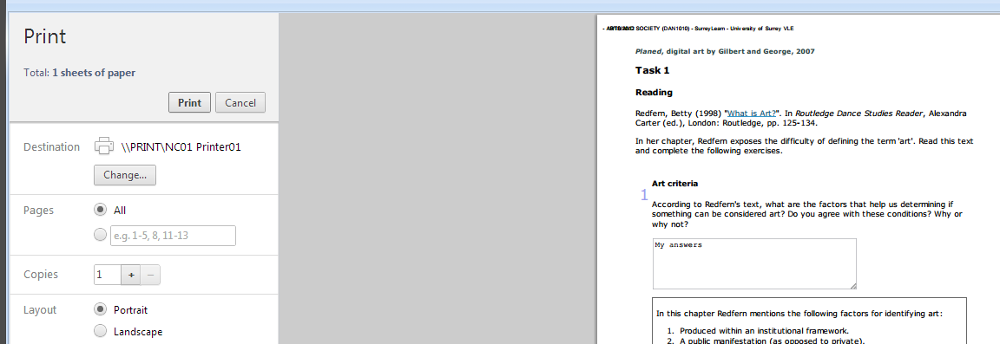 Print
Total: 1 sheets of paper
Print Cancel
Destination \\PRINT\NC01 Printer01
Change...
Pages All
e.g. 1-5, 8, 11-13
Copies 1 + −
Layout Portrait
Landscape
SOCIETY (DAN1010) - SurreyLearn - University of Surrey VLE
Planed, digital art by Gilbert and George, 2007
Task 1
Reading
Redfern, Betty (1998) "What is Art?". In Routledge Dance Studies Reader, Alexandra
Carter (ed.), London: Routledge, pp. 125-134.
In her chapter, Redfern exposes the difficulty of defining the term 'art'. Read this text
and complete the following exercises.
1
Art criteria
According to Redfern's text, what are the factors that help us determining if
something can be considered art? Do you agree with these conditions? Why or
why not?
My answers
In this chapter Redfern mentions the following factors for identifying art:
1. Produced within an institutional framework.
2. A public manifestation (as opposed to private).